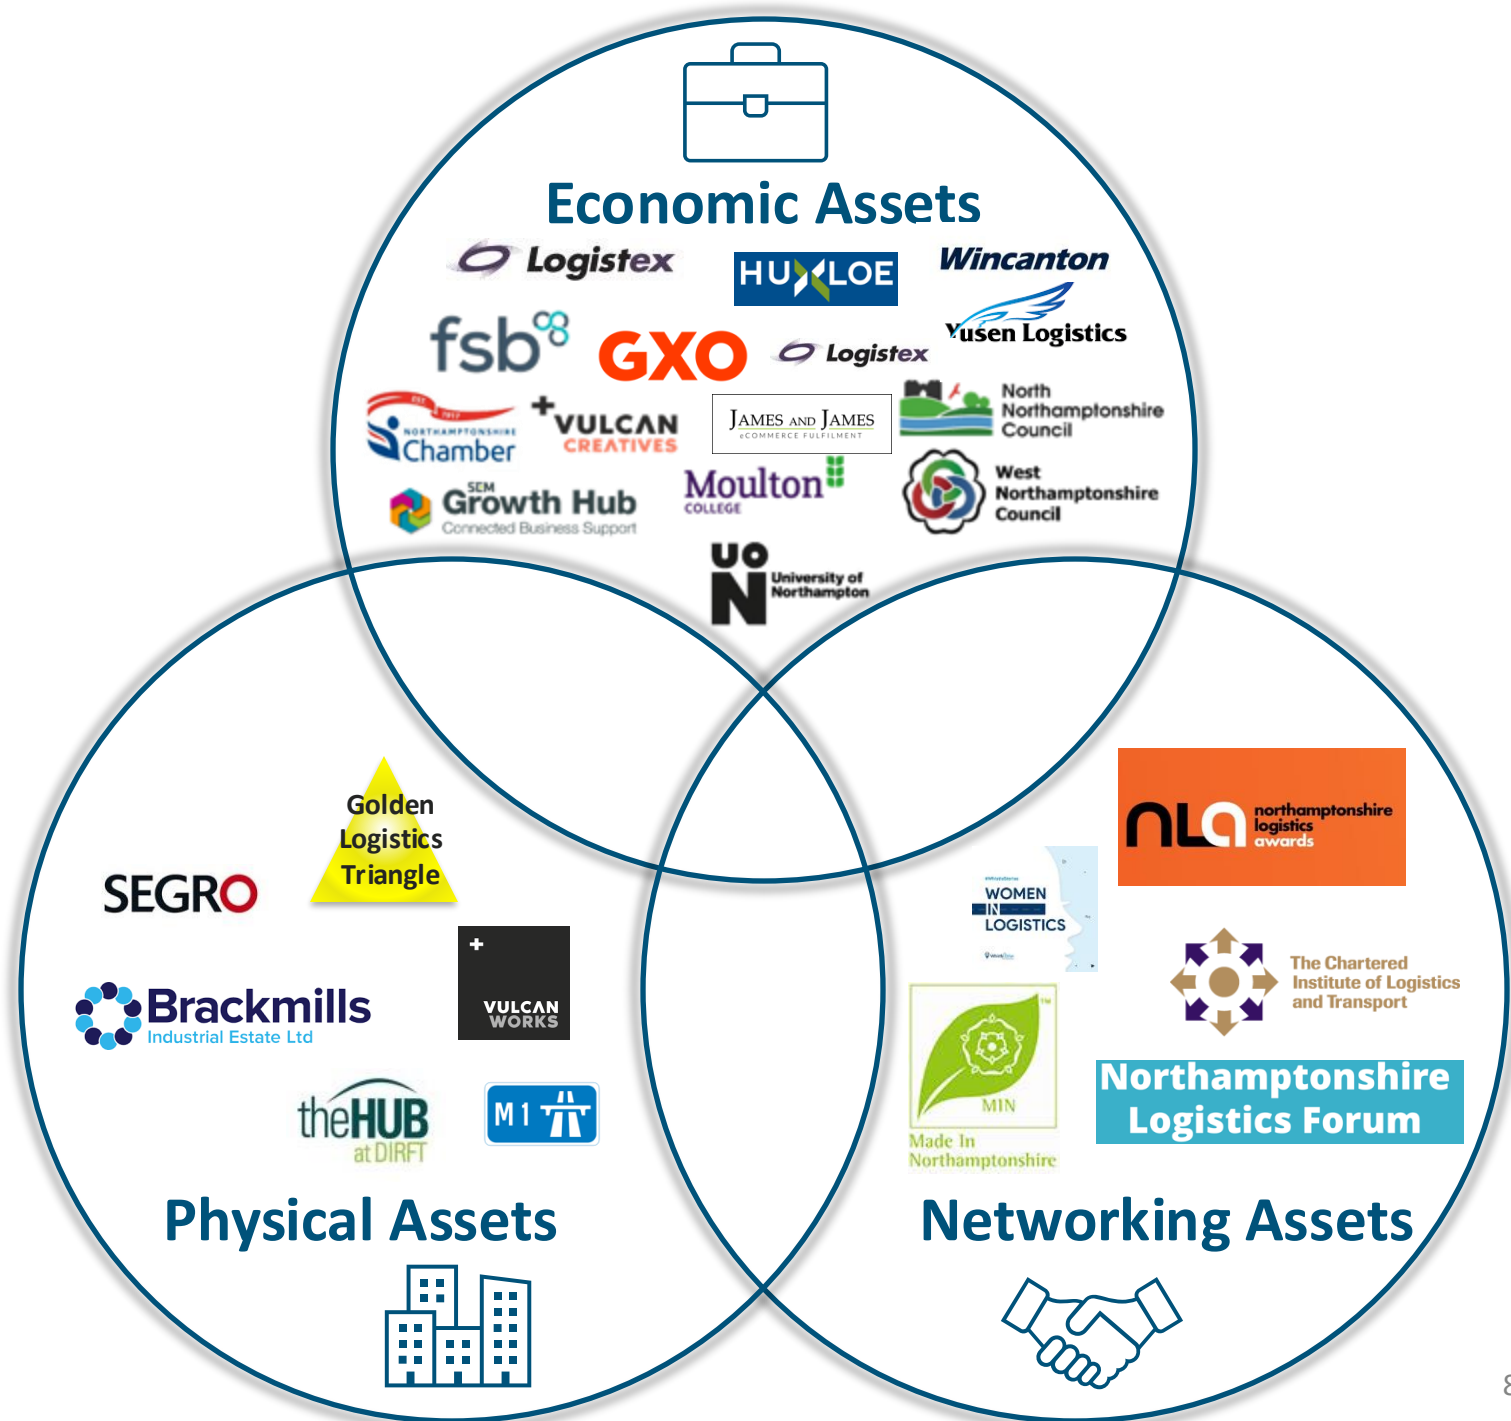 Economic Assets
Logistex
HUXLOE
Wincanton
fsb
GXO
Logistex
Yusen Logistics
EST 2017
NORTHAMPTONSHIRE
Chamber
+VULCAN
CREATIVES
JAMES AND JAMES
eCOMMERCE FULFILMENT
North
Northamptonshire
Council
SEM
Growth Hub
Connected Business Support
Moulton
COLLEGE
West
Northamptonshire
Council
UO
N
University of
Northampton
Golden
Logistics
Triangle
SEGRO
Brackmills
Industrial Estate Ltd
+
VULCAN
WORKS
theHUB
at DIRFT
M1
Physical Assets
nLa
northamptonshire
logistics
awards
WOMEN
IN
LOGISTICS
The Chartered
Institute of Logistics
and Transport
MIN
TM
Made In
Northamptonshire
Northamptonshire
Logistics Forum
Networking Assets
8